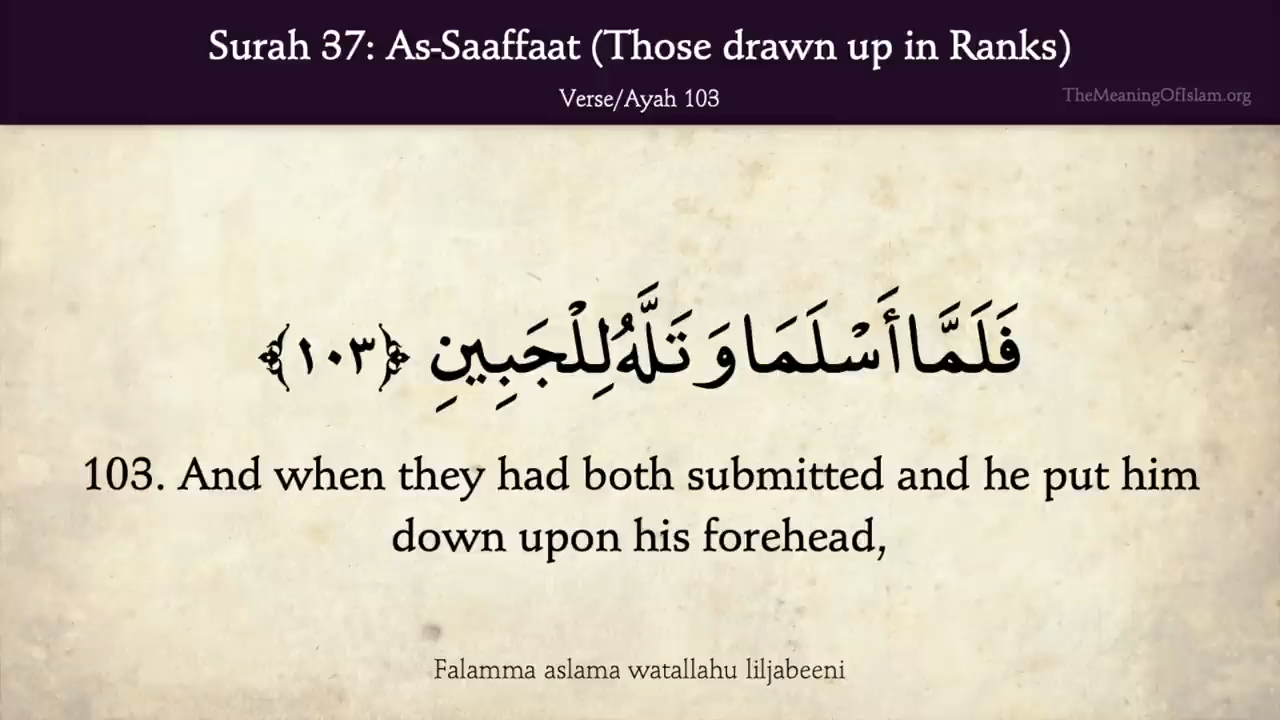 Surah 37: As-Saaffaat (Those drawn up in Ranks)
Verse/Ayah 103
TheMeaningOfIslam.org
فَلَمَّا أَسْلَمَا وَ تَلَّهُ لِلْجَبِينِ ﴿١٠٣﴾
103. And when they had both submitted and he put him
down upon his forehead,
Falamma aslama watallahu liljabeeni